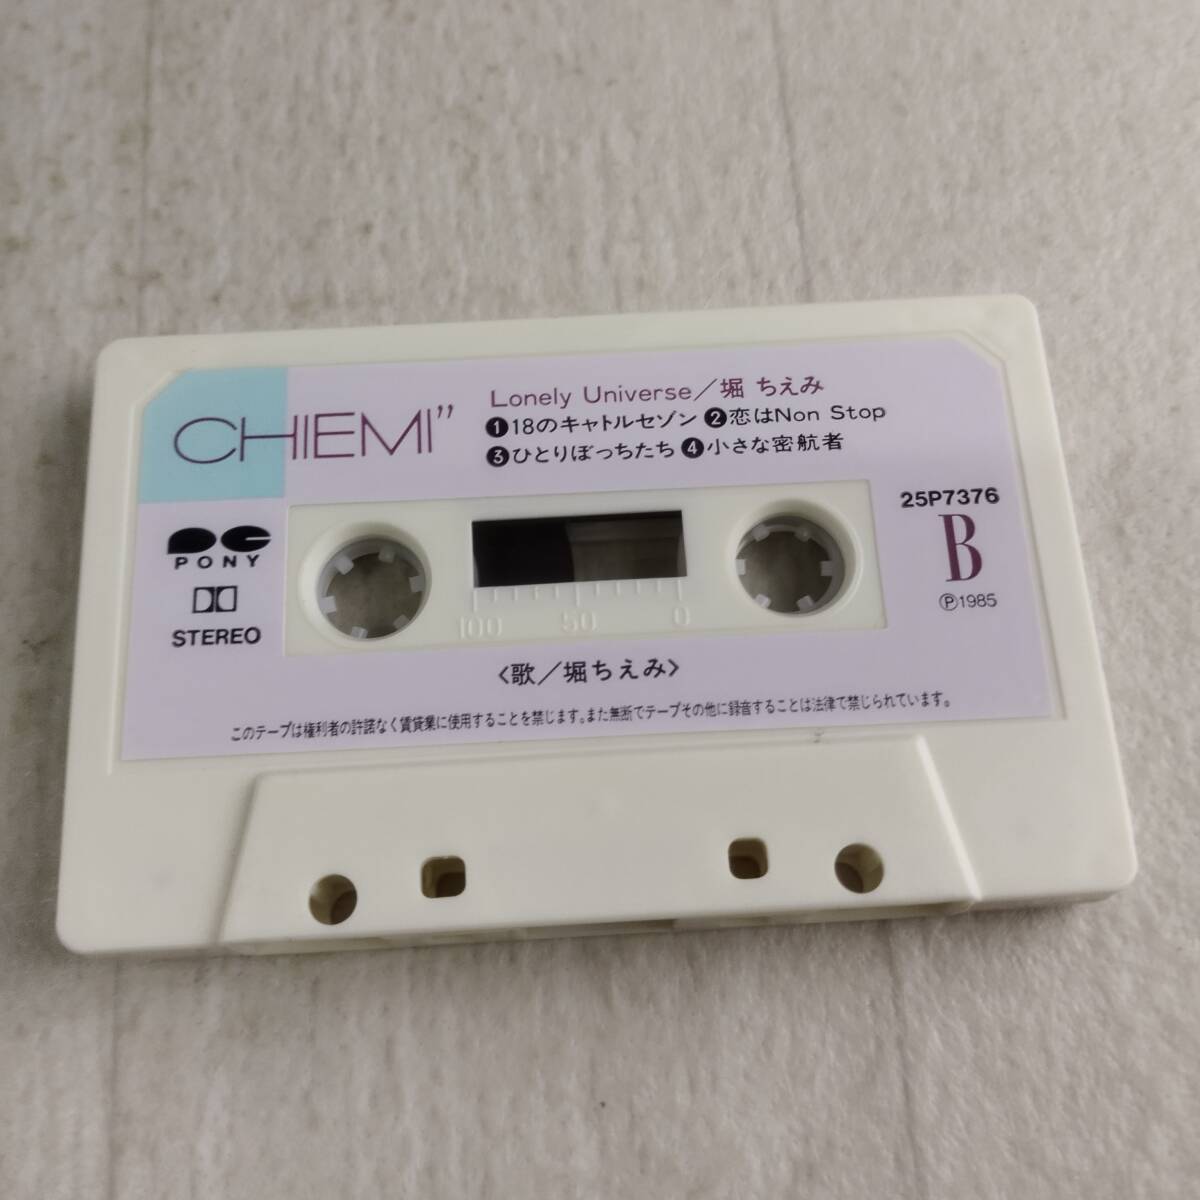 CHIEMI"
Lonely Universe／堀 ちえみ
❶18のキャトルセゾン ❷恋はNon Stop
❸ひとりぼっちたち ❹小さな密航者
25P7376
B
Ⓟ1985
PONY
STEREO
100 50 0
〈歌／堀ちえみ〉
このテープは権利者の許諾なく賃貸業に使用することを禁じます。また無断でテープその他に録音することは法律で禁じられています。